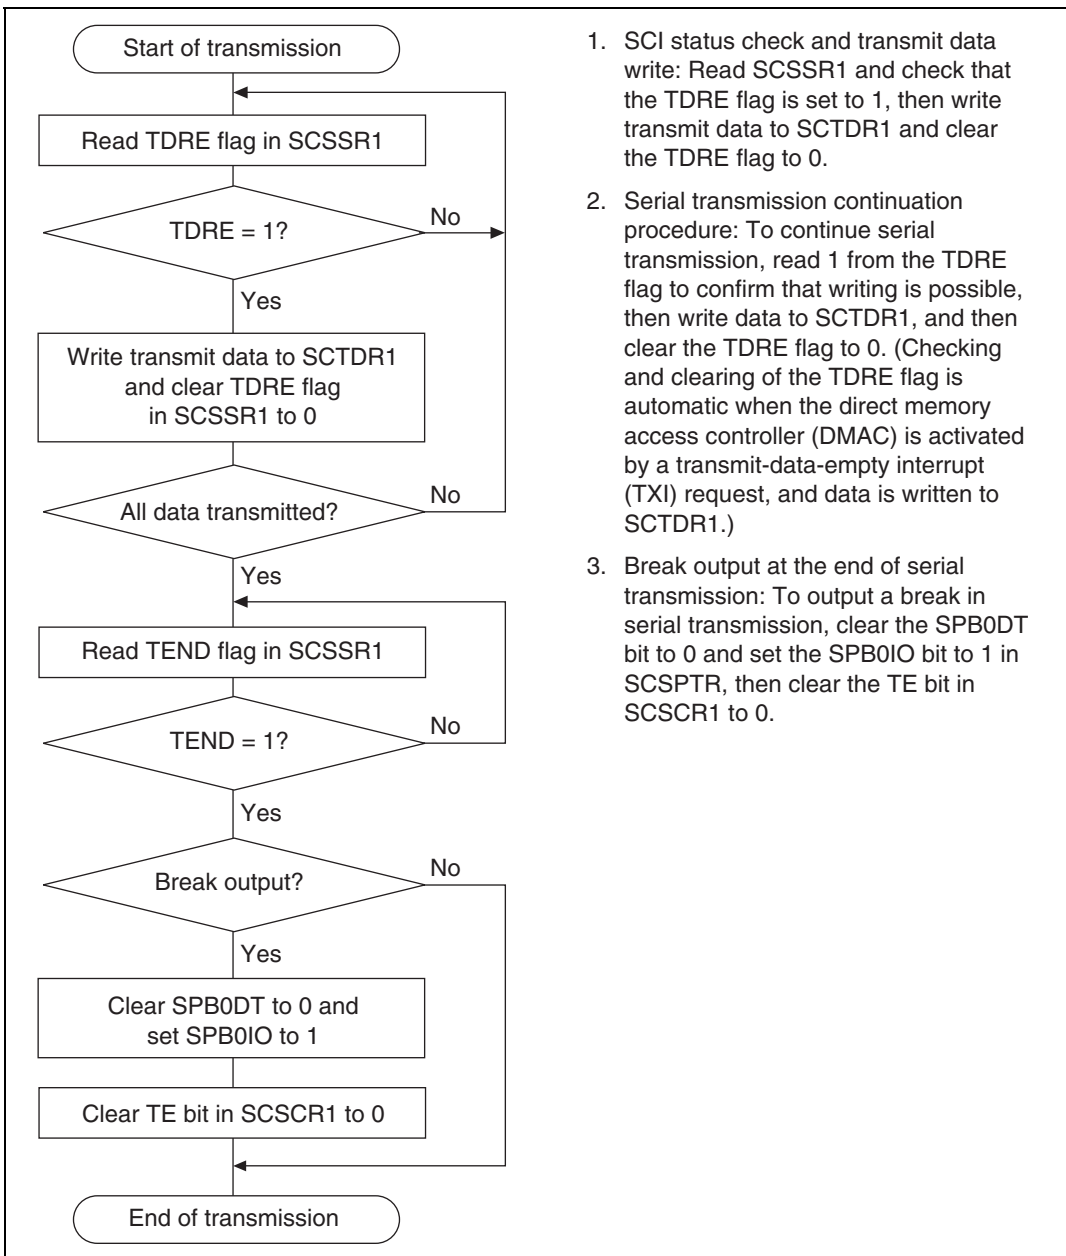 Start of transmission
Read TDRE flag in SCSSR1
TDRE = 1?
No
Yes
Write transmit data to SCTDR1
and clear TDRE flag
in SCSSR1 to 0
All data transmitted?
No
Yes
Read TEND flag in SCSSR1
TEND = 1?
No
Yes
Break output?
No
Yes
Clear SPB0DT to 0 and
set SPB0IO to 1
Clear TE bit in SCSCR1 to 0
End of transmission
1. SCI status check and transmit data
write: Read SCSSR1 and check that
the TDRE flag is set to 1, then write
transmit data to SCTDR1 and clear
the TDRE flag to 0.
2. Serial transmission continuation
procedure: To continue serial
transmission, read 1 from the TDRE
flag to confirm that writing is possible,
then write data to SCTDR1, and then
clear the TDRE flag to 0. (Checking
and clearing of the TDRE flag is
automatic when the direct memory
access controller (DMAC) is activated
by a transmit-data-empty interrupt
(TXI) request, and data is written to
SCTDR1.)
3. Break output at the end of serial
transmission: To output a break in
serial transmission, clear the SPB0DT
bit to 0 and set the SPB0IO bit to 1 in
SCSPTR, then clear the TE bit in
SCSCR1 to 0.